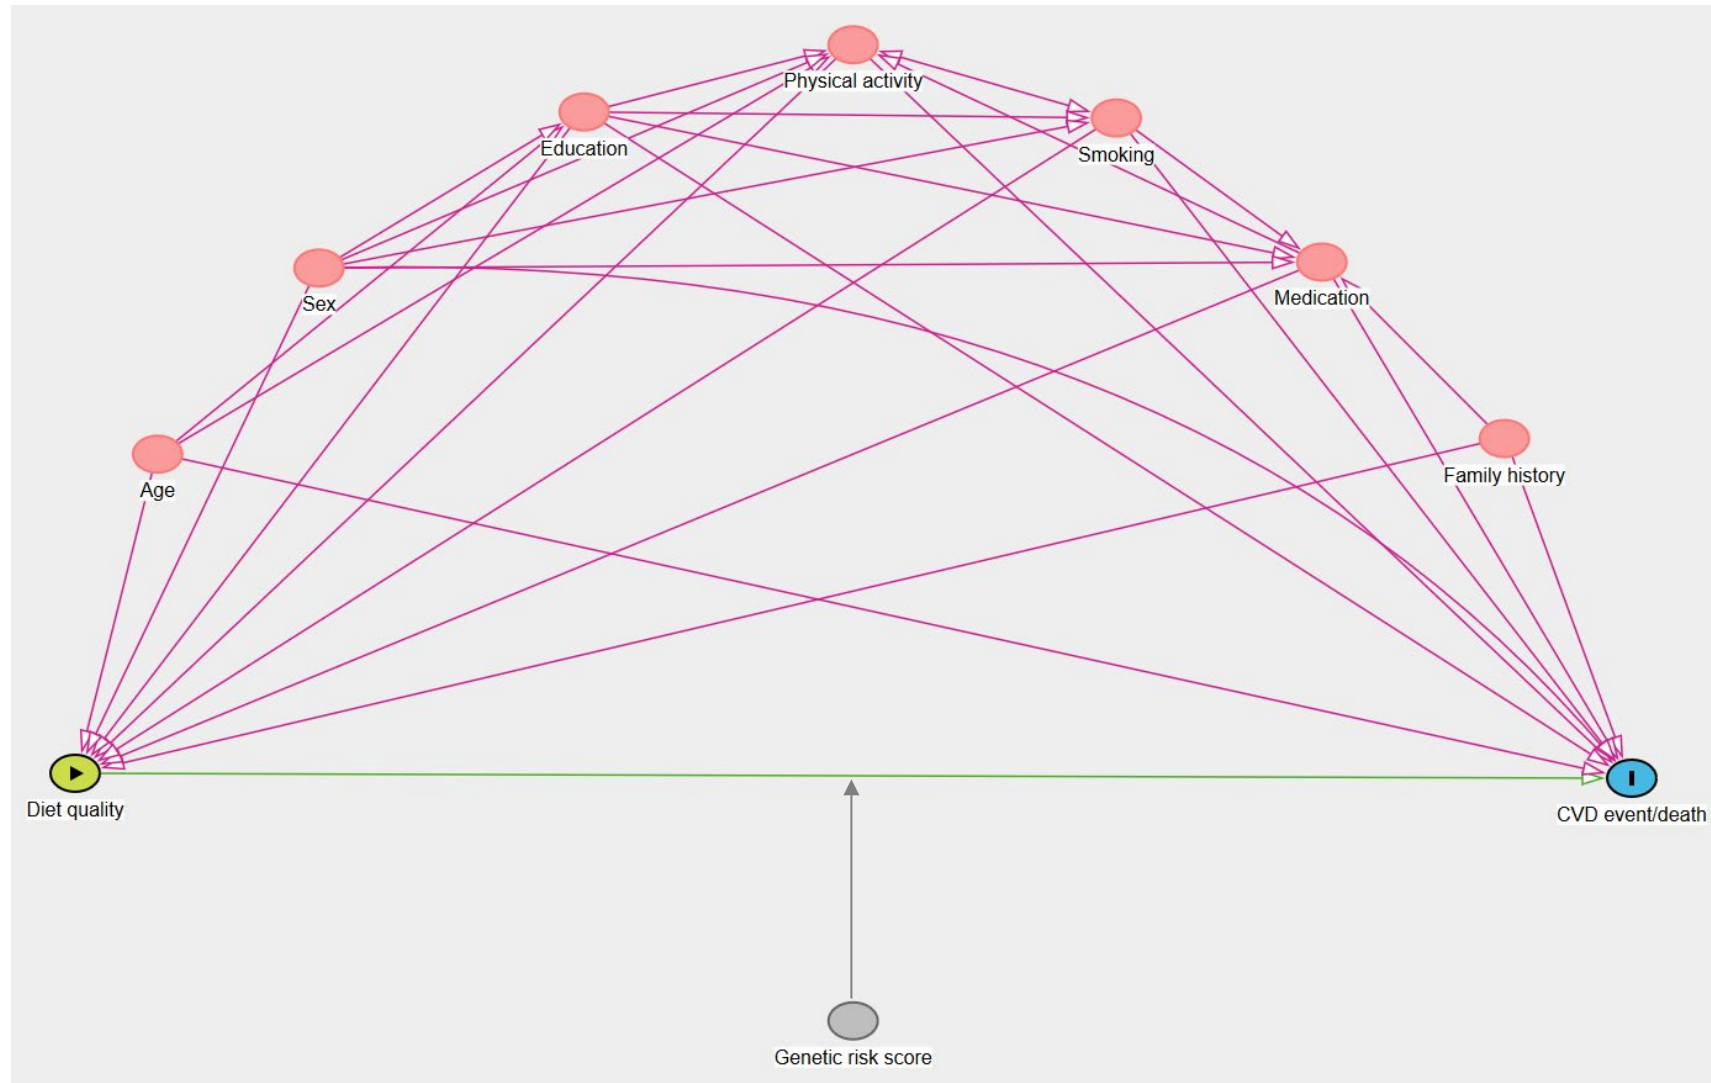 Physical activity
Education
Smoking
Sex
Medication
Age
Family history
Diet quality
CVD event/death
Genetic risk score